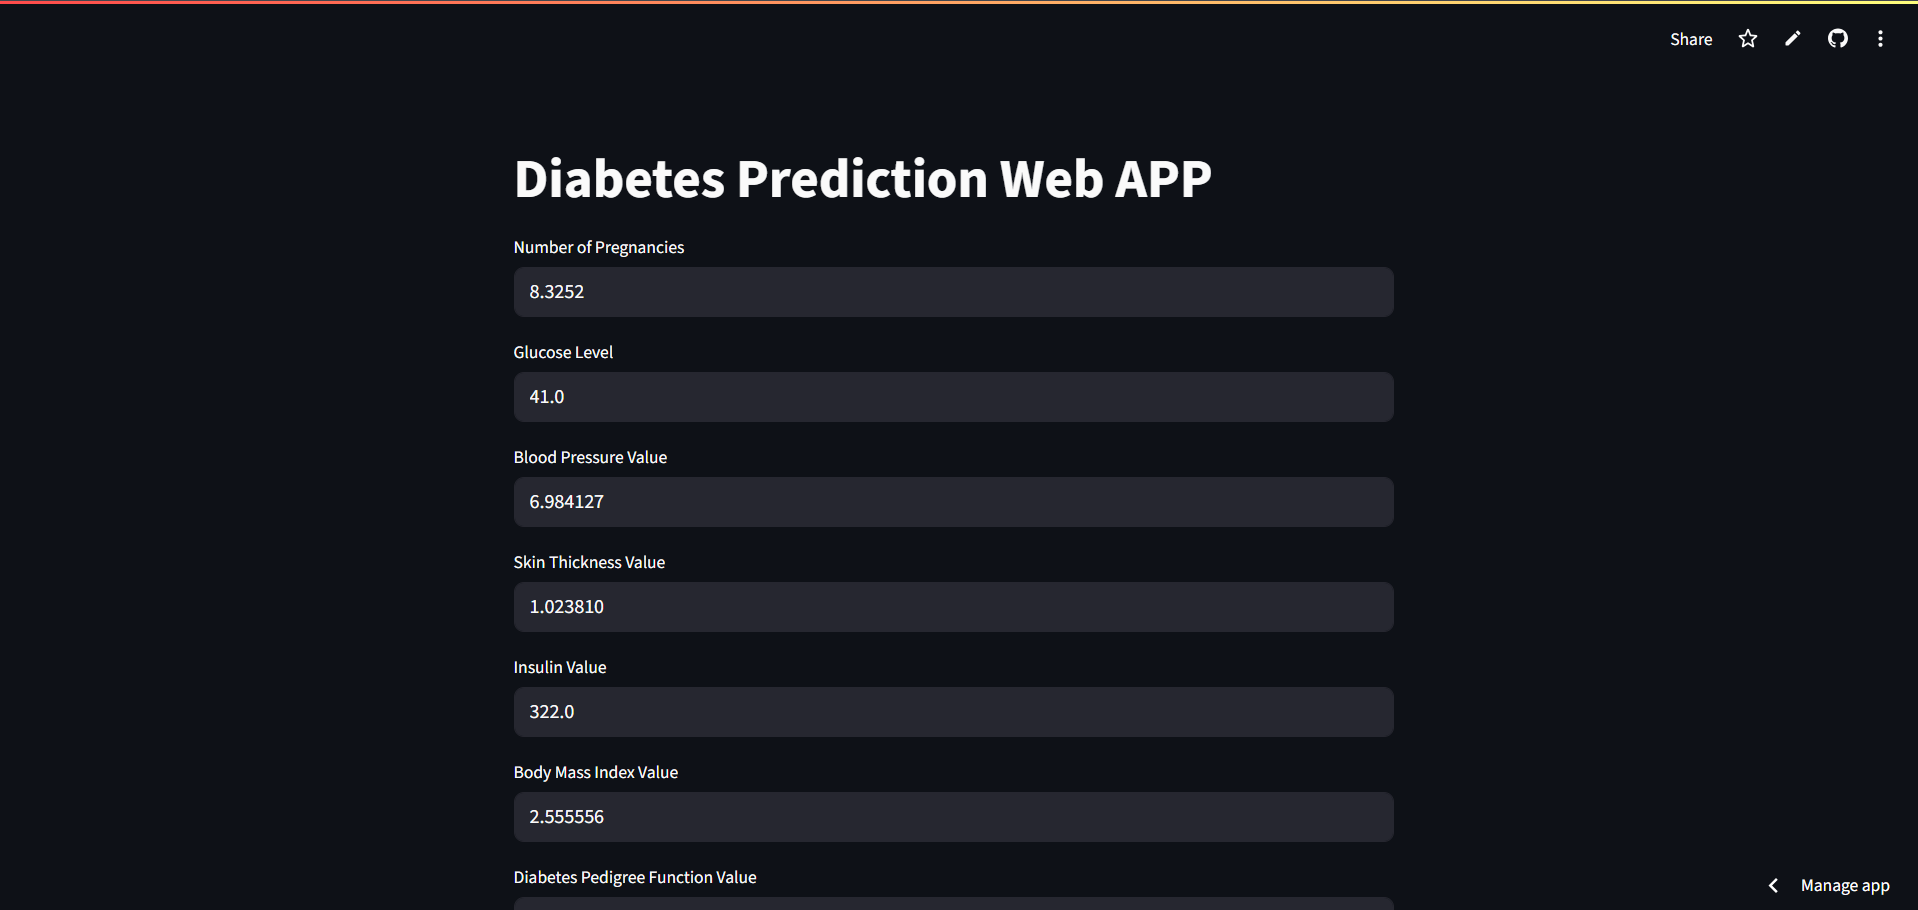 Share
Diabetes Prediction Web APP
Number of Pregnancies
8.3252
Glucose Level
41.0
Blood Pressure Value
6.984127
Skin Thickness Value
1.023810
Insulin Value
322.0
Body Mass Index Value
2.555556
Diabetes Pedigree Function Value
Manage app